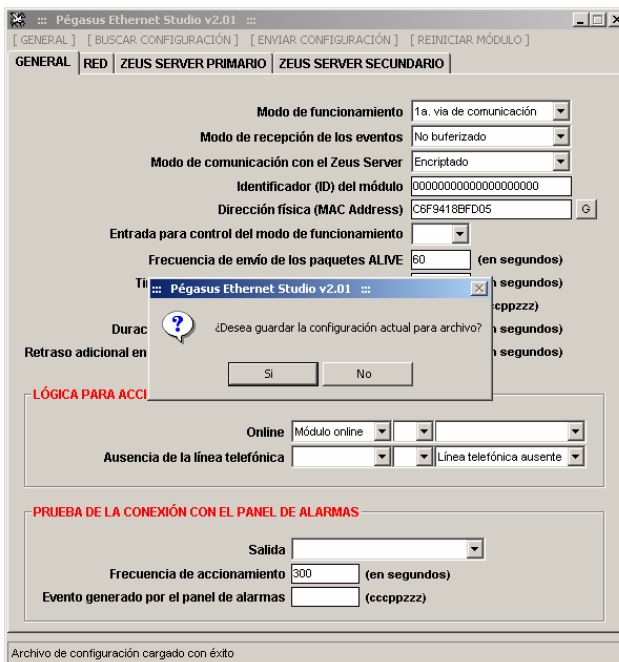 ::: Pégasus Ethernet Studio v2.01 :::
[ GENERAL ] [ BUSCAR CONFIGURACIÓN ] [ ENVIAR CONFIGURACIÓN ] [ REINICIAR MÓDULO ]
GENERAL RED ZEUS SERVER PRIMARIO ZEUS SERVER SECUNDARIO
Modo de funcionamiento 1a. via de comunicación
Modo de recepción de los eventos No buferizado
Modo de comunicación con el Zeus Server Encriptado
Identificador (ID) del módulo 00000000000000000000
Dirección física (MAC Address) C6F9418BFD05 G
Entrada para control del modo de funcionamiento
Frecuencia de envío de los paquetes ALIVE 60 (en segundos)
::: Pégasus Ethernet Studio v2.01 :::
segundos)
¿Desea guardar la configuración actual para archivo?
Si No
Retraso adicional en segundos)
LÓGICA PARA
Online Módulo online
Ausencia de la línea telefónica Línea telefónica ausente
PRUEBA DE LA CONEXIÓN CON EL PANEL DE ALARMAS
Salida
Frecuencia de accionamiento 300 (en segundos)
Evento generado por el panel de alarmas (cccppzzz)
Archivo de configuración cargado con éxito